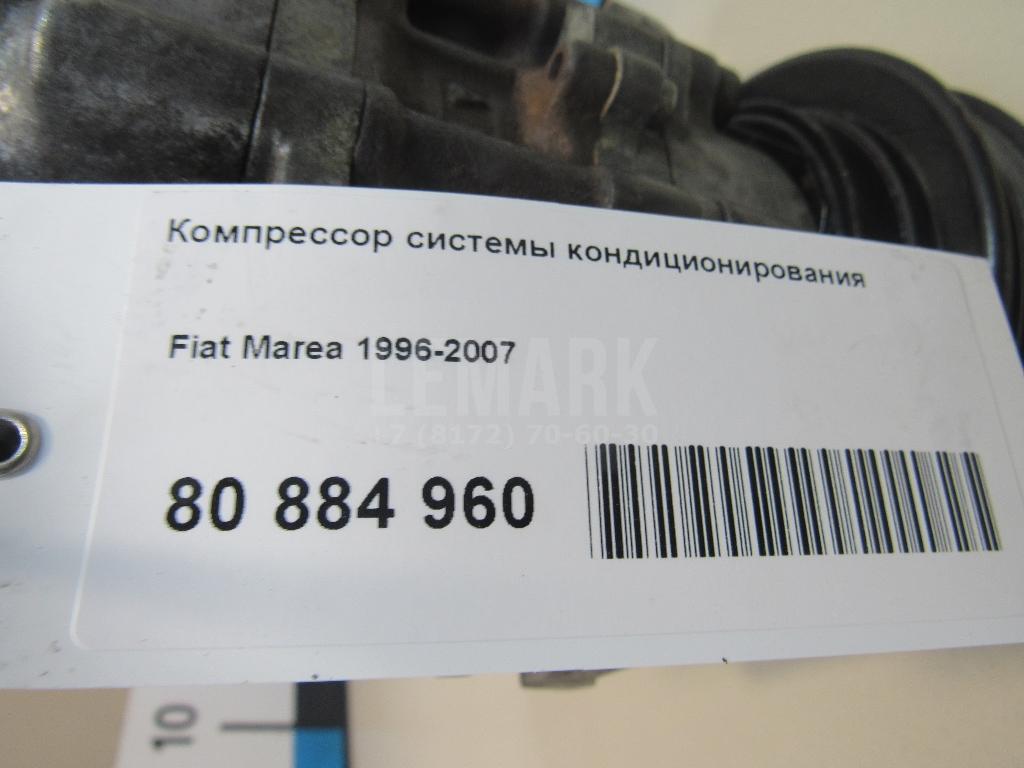 Компрессор системы кондиционирования
Fiat Marea 1996-2007
LEMARK
+7 (8172) 70-60-30
80 884 960
10